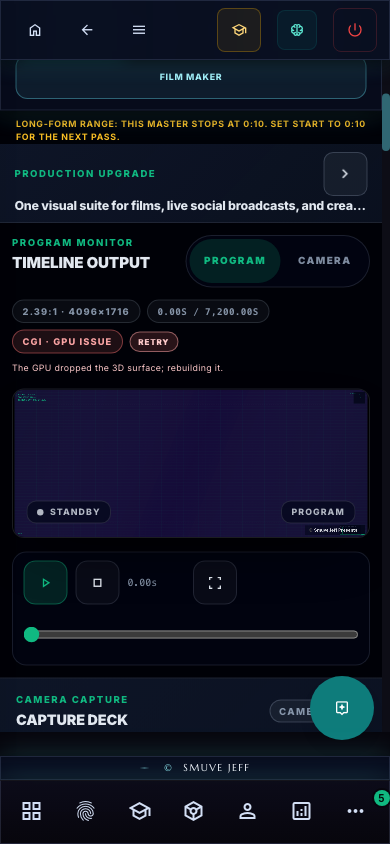 FILM MAKER
LONG-FORM RANGE: THIS MASTER STOPS AT 0:10. SET START TO 0:10
FOR THE NEXT PASS.
PRODUCTION UPGRADE
One visual suite for films, live social broadcasts, and crea...
PROGRAM MONITOR
TIMELINE OUTPUT
PROGRAM
CAMERA
2.39:1 · 4096×1716
0.00S / 7,200.00S
CGI · GPU ISSUE
RETRY
The GPU dropped the 3D surface; rebuilding it.
STANDBY
PROGRAM
0.00s
CAMERA CAPTURE
CAPTURE DECK
— © SMUVE JEFF
5